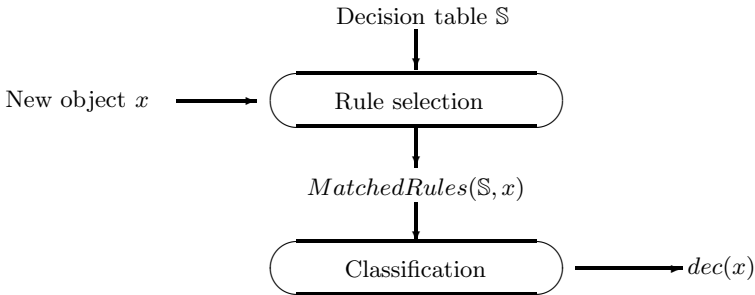 Decision table 𝕊
New object x
Rule selection
MatchedRules(𝕊, x)
Classification
dec(x)